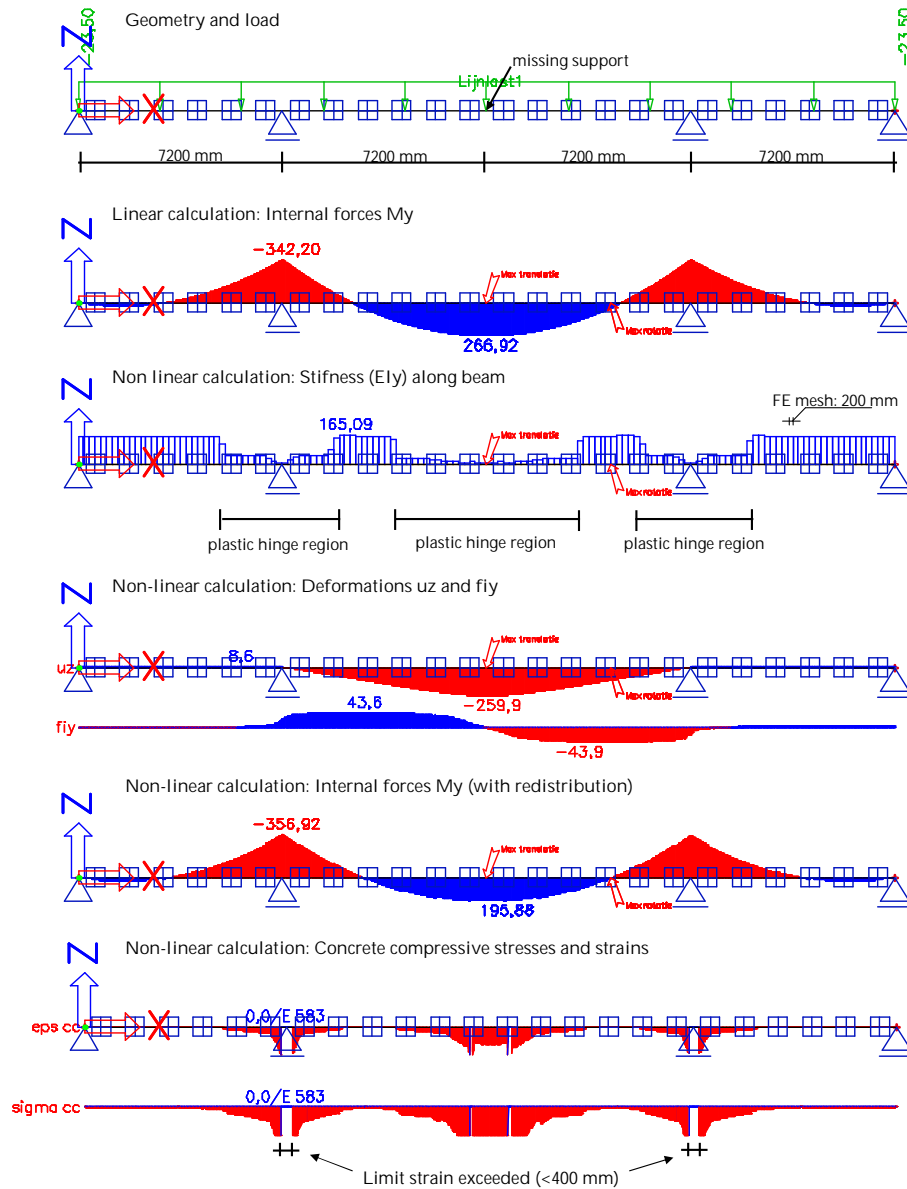 -23,50
Geometry and load
-23,50
Z
missing support
Lijnlast1
X
7200 mm 7200 mm 7200 mm 7200 mm
Linear calculation: Internal forces My
Z
-342,20
Max translatie
X
Max rotatie
266,92
Non linear calculation: Stifness (EIy) along beam
Z
FE mesh: 200 mm
165,09
Max translatie
X
Max rotatie
plastic hinge region plastic hinge region plastic hinge region
Non-linear calculation: Deformations uz and fiy
Z
Max translatie
8,6
uz
X
Max rotatie
43,6
-259,9
fiy
-43,9
Non-linear calculation: Internal forces My (with redistribution)
Z
-356,92
Max translatie
X
Max rotatie
195,88
Non-linear calculation: Concrete compressive stresses and strains
Z
0,0/E 583
eps cc
X
0,0/E 583
sigma cc
Limit strain exceeded (<400 mm)